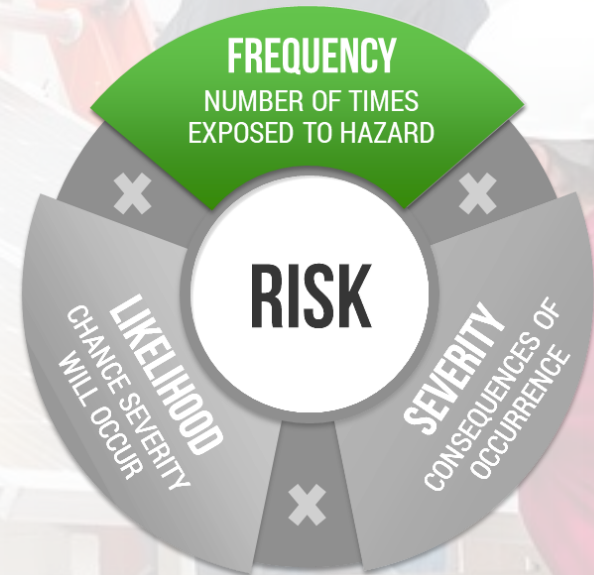 FREQUENCY
NUMBER OF TIMES
EXPOSED TO HAZARD
RISK
LIKELIHOOD
CHANCE SEVERITY
WILL OCCUR
SEVERITY
CONSEQUENCES OF
OCCURRENCE